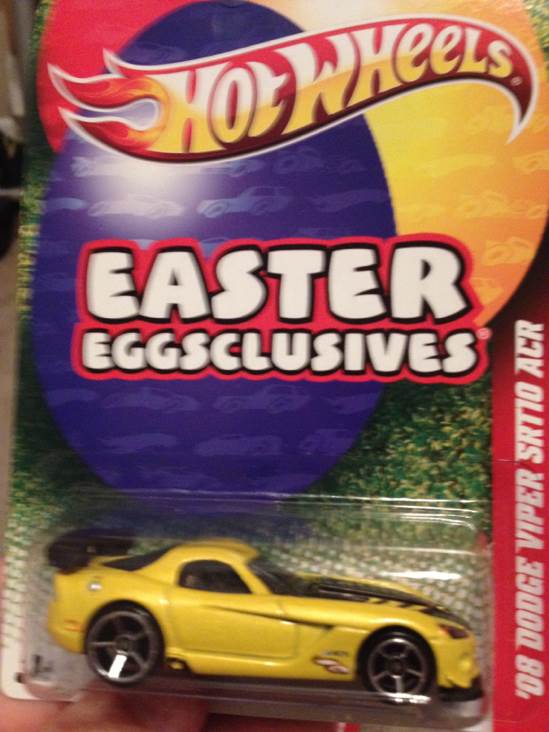 HOT WHEELS
EASTER
EGGSCLUSIVES
'08 DODGE VIPER SRT10 ACR